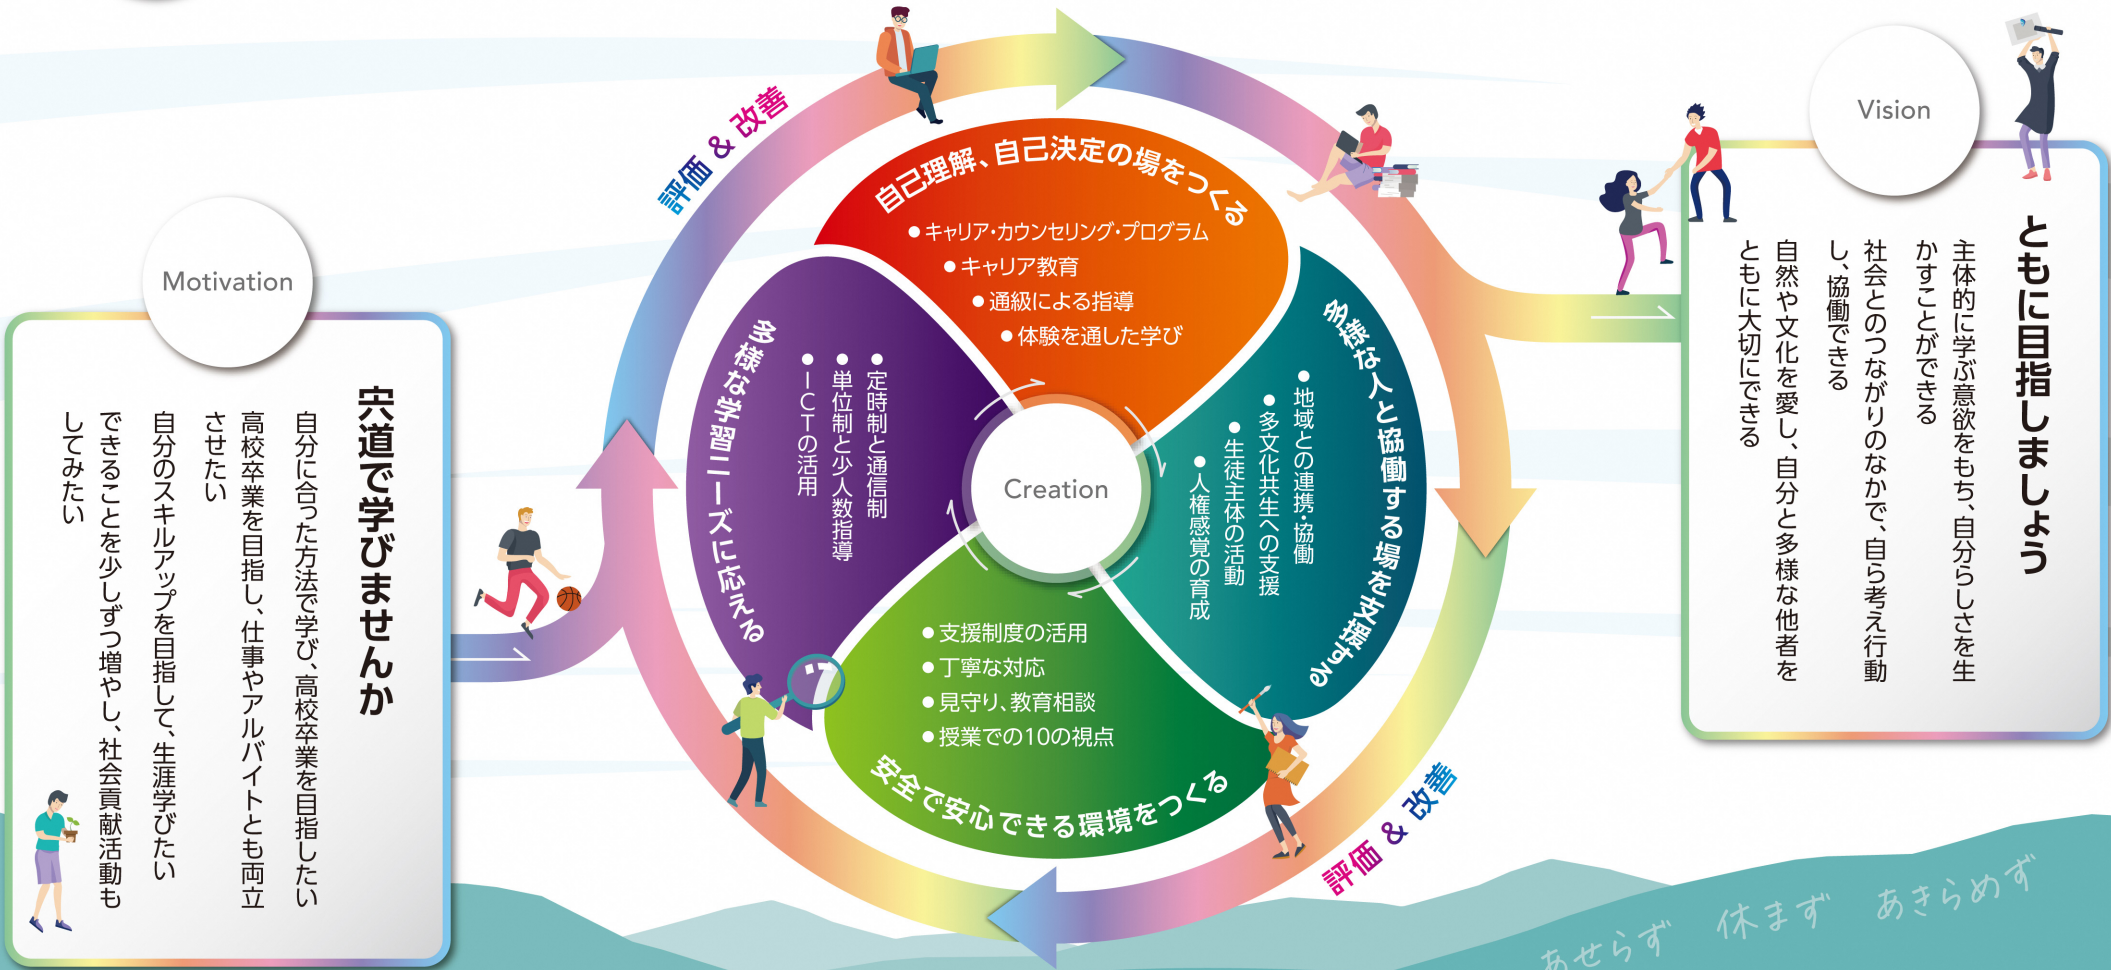 Motivation
宍道で学びませんか
自分に合った方法で学び、高校卒業を目指したい
高校卒業を目指し、仕事やアルバイトとも両立
させたい
自分のスキルアップを目指して、生涯学びたい
できることを少しずつ増やし、社会貢献活動も
してみたい
評価 & 改善
自己理解、自己決定の場をつくる
●キャリア・カウンセリング・プログラム
●キャリア教育
●通級による指導
●体験を通した学び
多様な人と協働する場を支援する
●地域との連携・協働
●多文化共生への支援
●生徒主体の活動
●人権感覚の育成
Creation
多様な学習ニーズに応える
●定時制と通信制
●単位制と少人数指導
●ICTの活用
●支援制度の活用
●丁寧な対応
●見守り、教育相談
●授業での10の視点
安全で安心できる環境をつくる
評価 & 改善
Vision
ともに目指しましょう
主体的に学ぶ意欲をもち、自分らしさを生
かすことができる
社会とのつながりのなかで、自ら考え行動
し、協働できる
自然や文化を愛し、自分と多様な他者を
ともに大切にできる
あせらず 休まず あきらめず